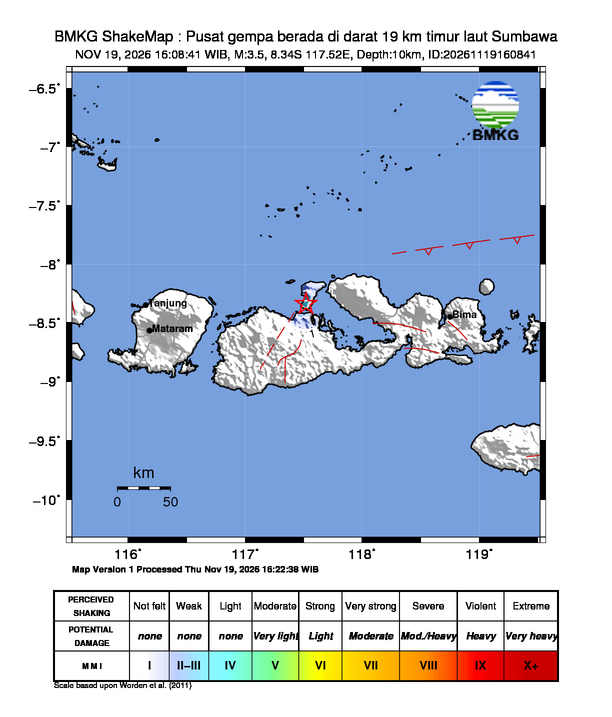 BMKG ShakeMap : Pusat gempa berada di darat 19 km timur laut Sumbawa
NOV 19, 2026 16:08:41 WIB, M:3.5, 8.34S 117.52E, Depth:10km, ID:20261119160841
−6.5°
BMKG
−7°
−7.5°
−8°
Tanjung
Bima
−8.5°
Mataram
−9°
−9.5°
km
0 50
−10°
116° 117° 118° 119°
Map Version 1 Processed Thu Nov 19, 2026 16:22:38 WIB
PERCEIVED SHAKING Not felt Weak Light Moderate Strong Very strong Severe Violent Extreme
POTENTIAL DAMAGE none none none Very light Light Moderate Mod./Heavy Heavy Very heavy
MMI I II–III IV V VI VII VIII IX X+
Scale based upon Worden et al. (2011)